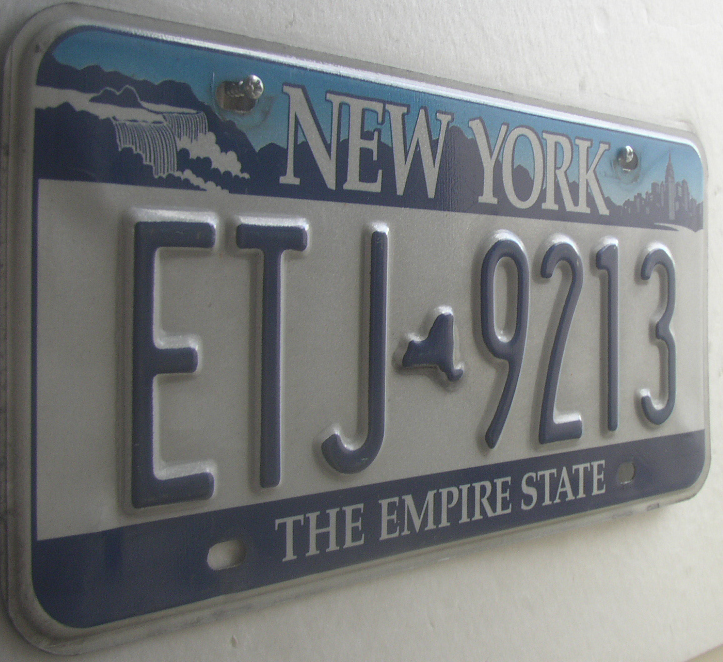 NEW YORK
ETJ 9213
THE EMPIRE STATE